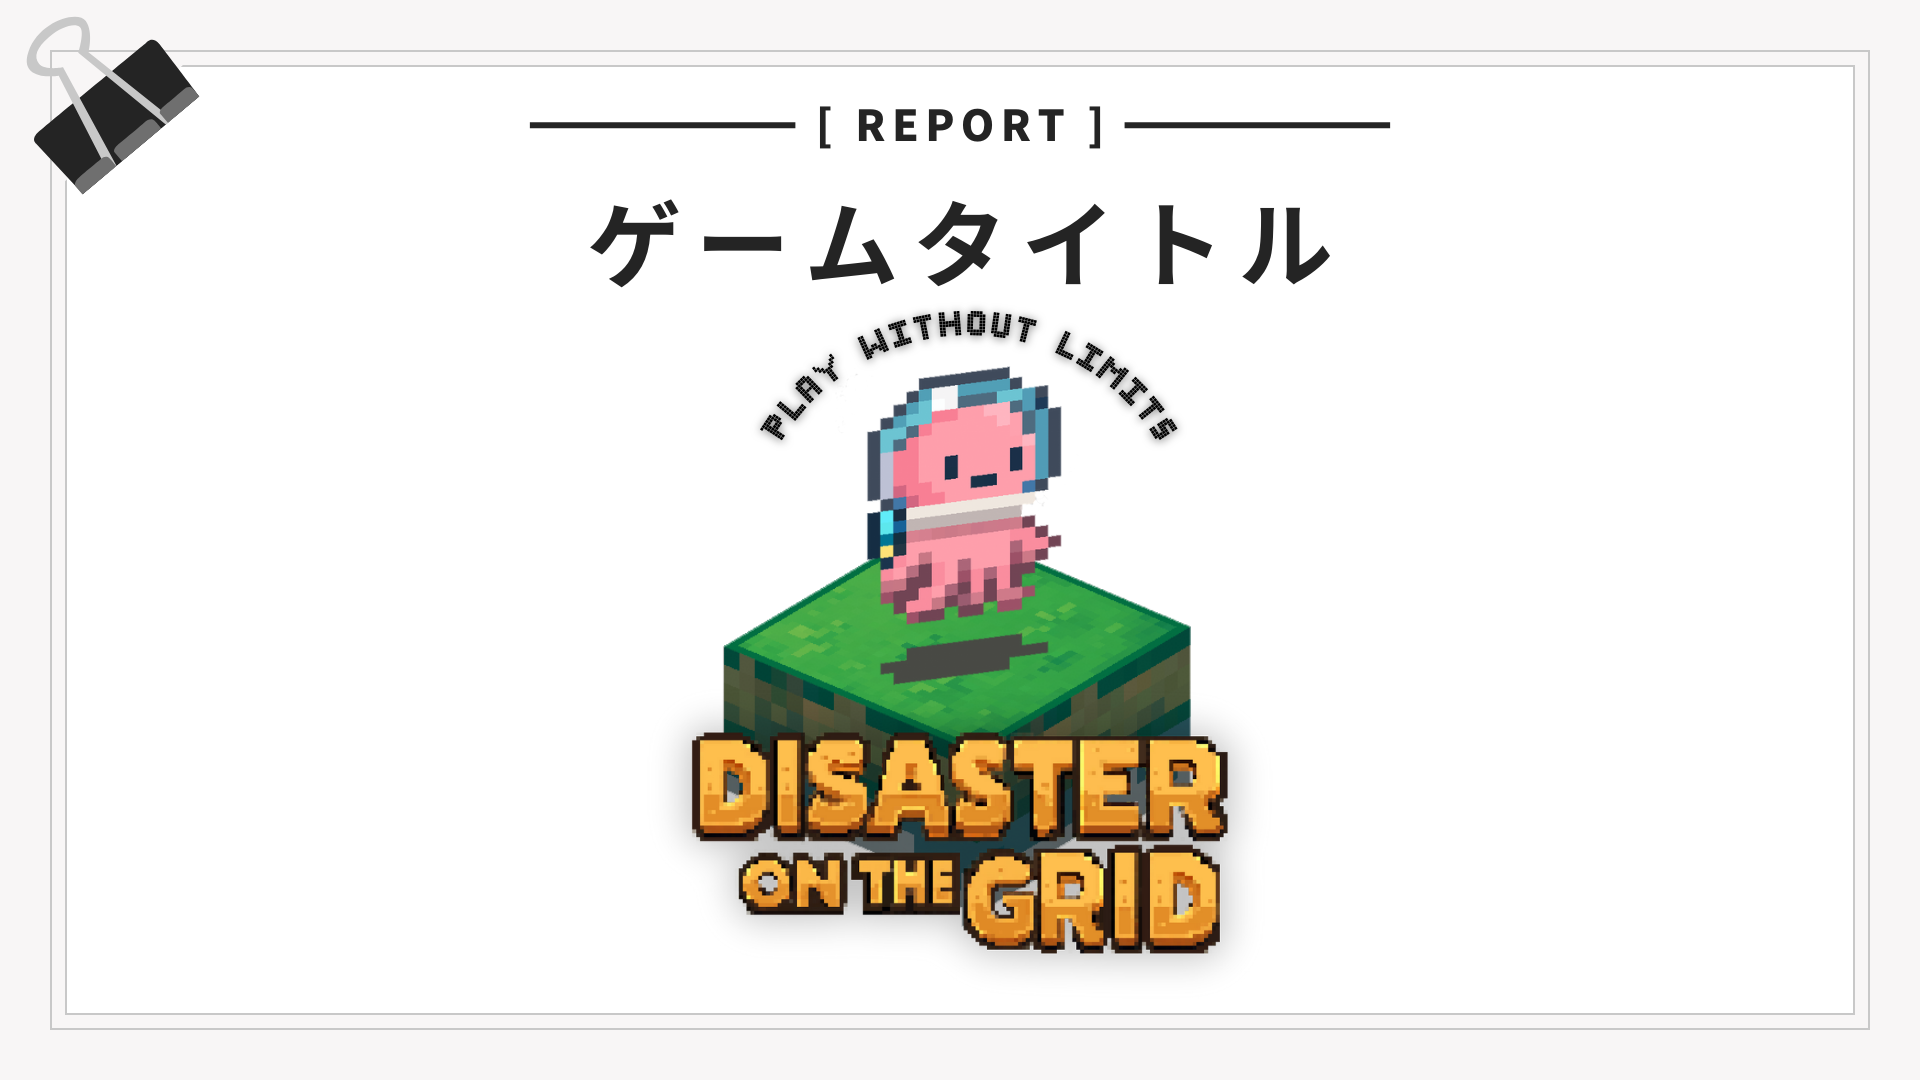 [ REPORT ]
ゲームタイトル
PLAY WITHOUT LIMITS
DISASTER
ON THE GRID